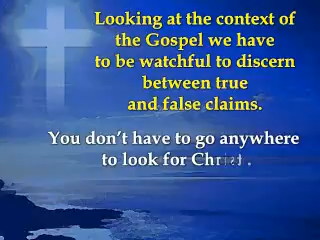 Looking at the context of
the Gospel we have
to be watchful to discern
between true
and false claims.
You don't have to go anywhere
to look for Christ .